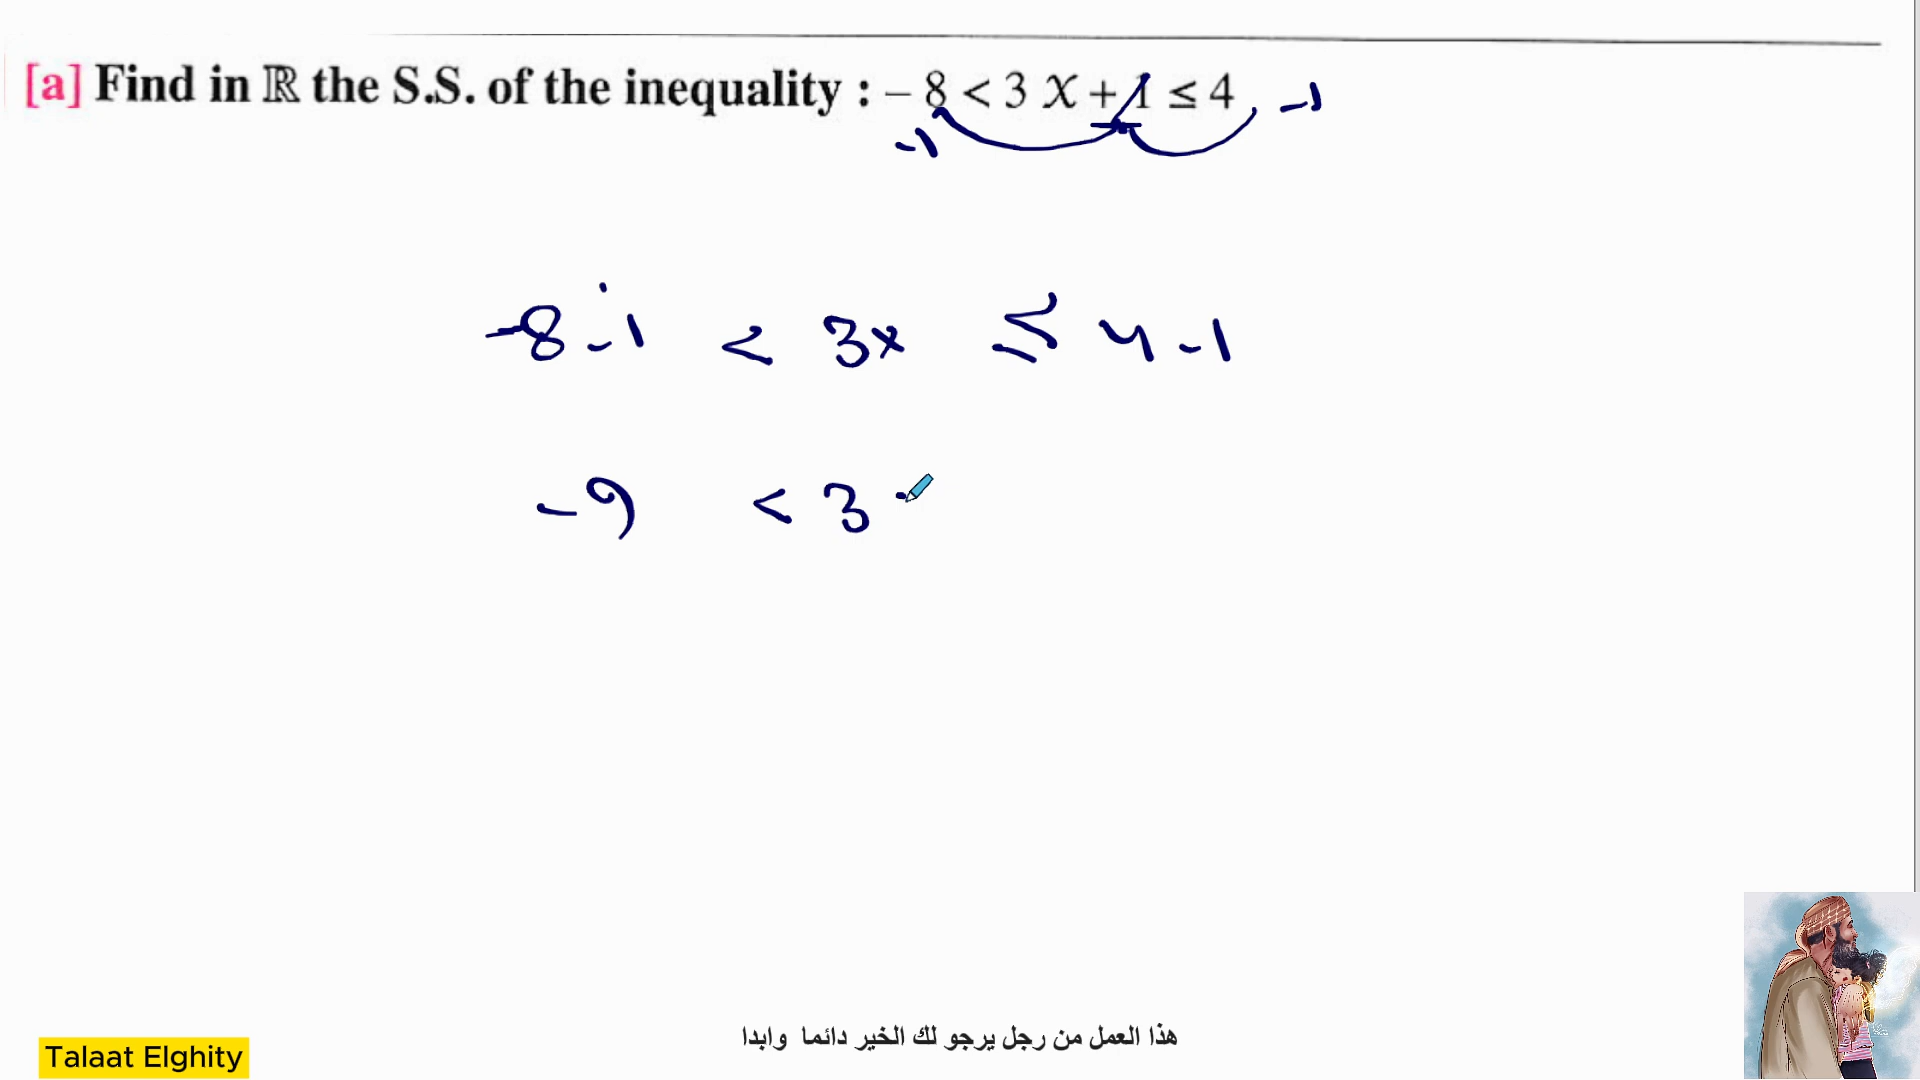 [a] Find in ℝ the S.S. of the inequality : – 8 < 3 X + 1 ≤ 4 -1
-1
-8 -1 < 3x ≤ 4 -1
-9 < 3
هذا العمل من رجل يرجو لك الخير دائما وابدا
Talaat Elghity